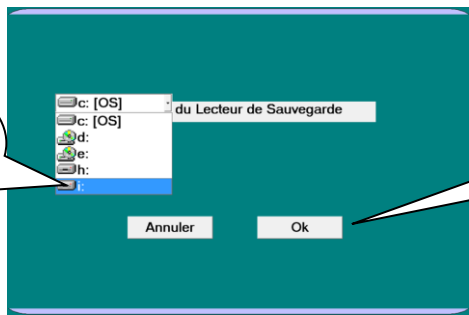 c: [OS]
du Lecteur de Sauvegarde
c: [OS]
d:
e:
h:
i:
Annuler
Ok